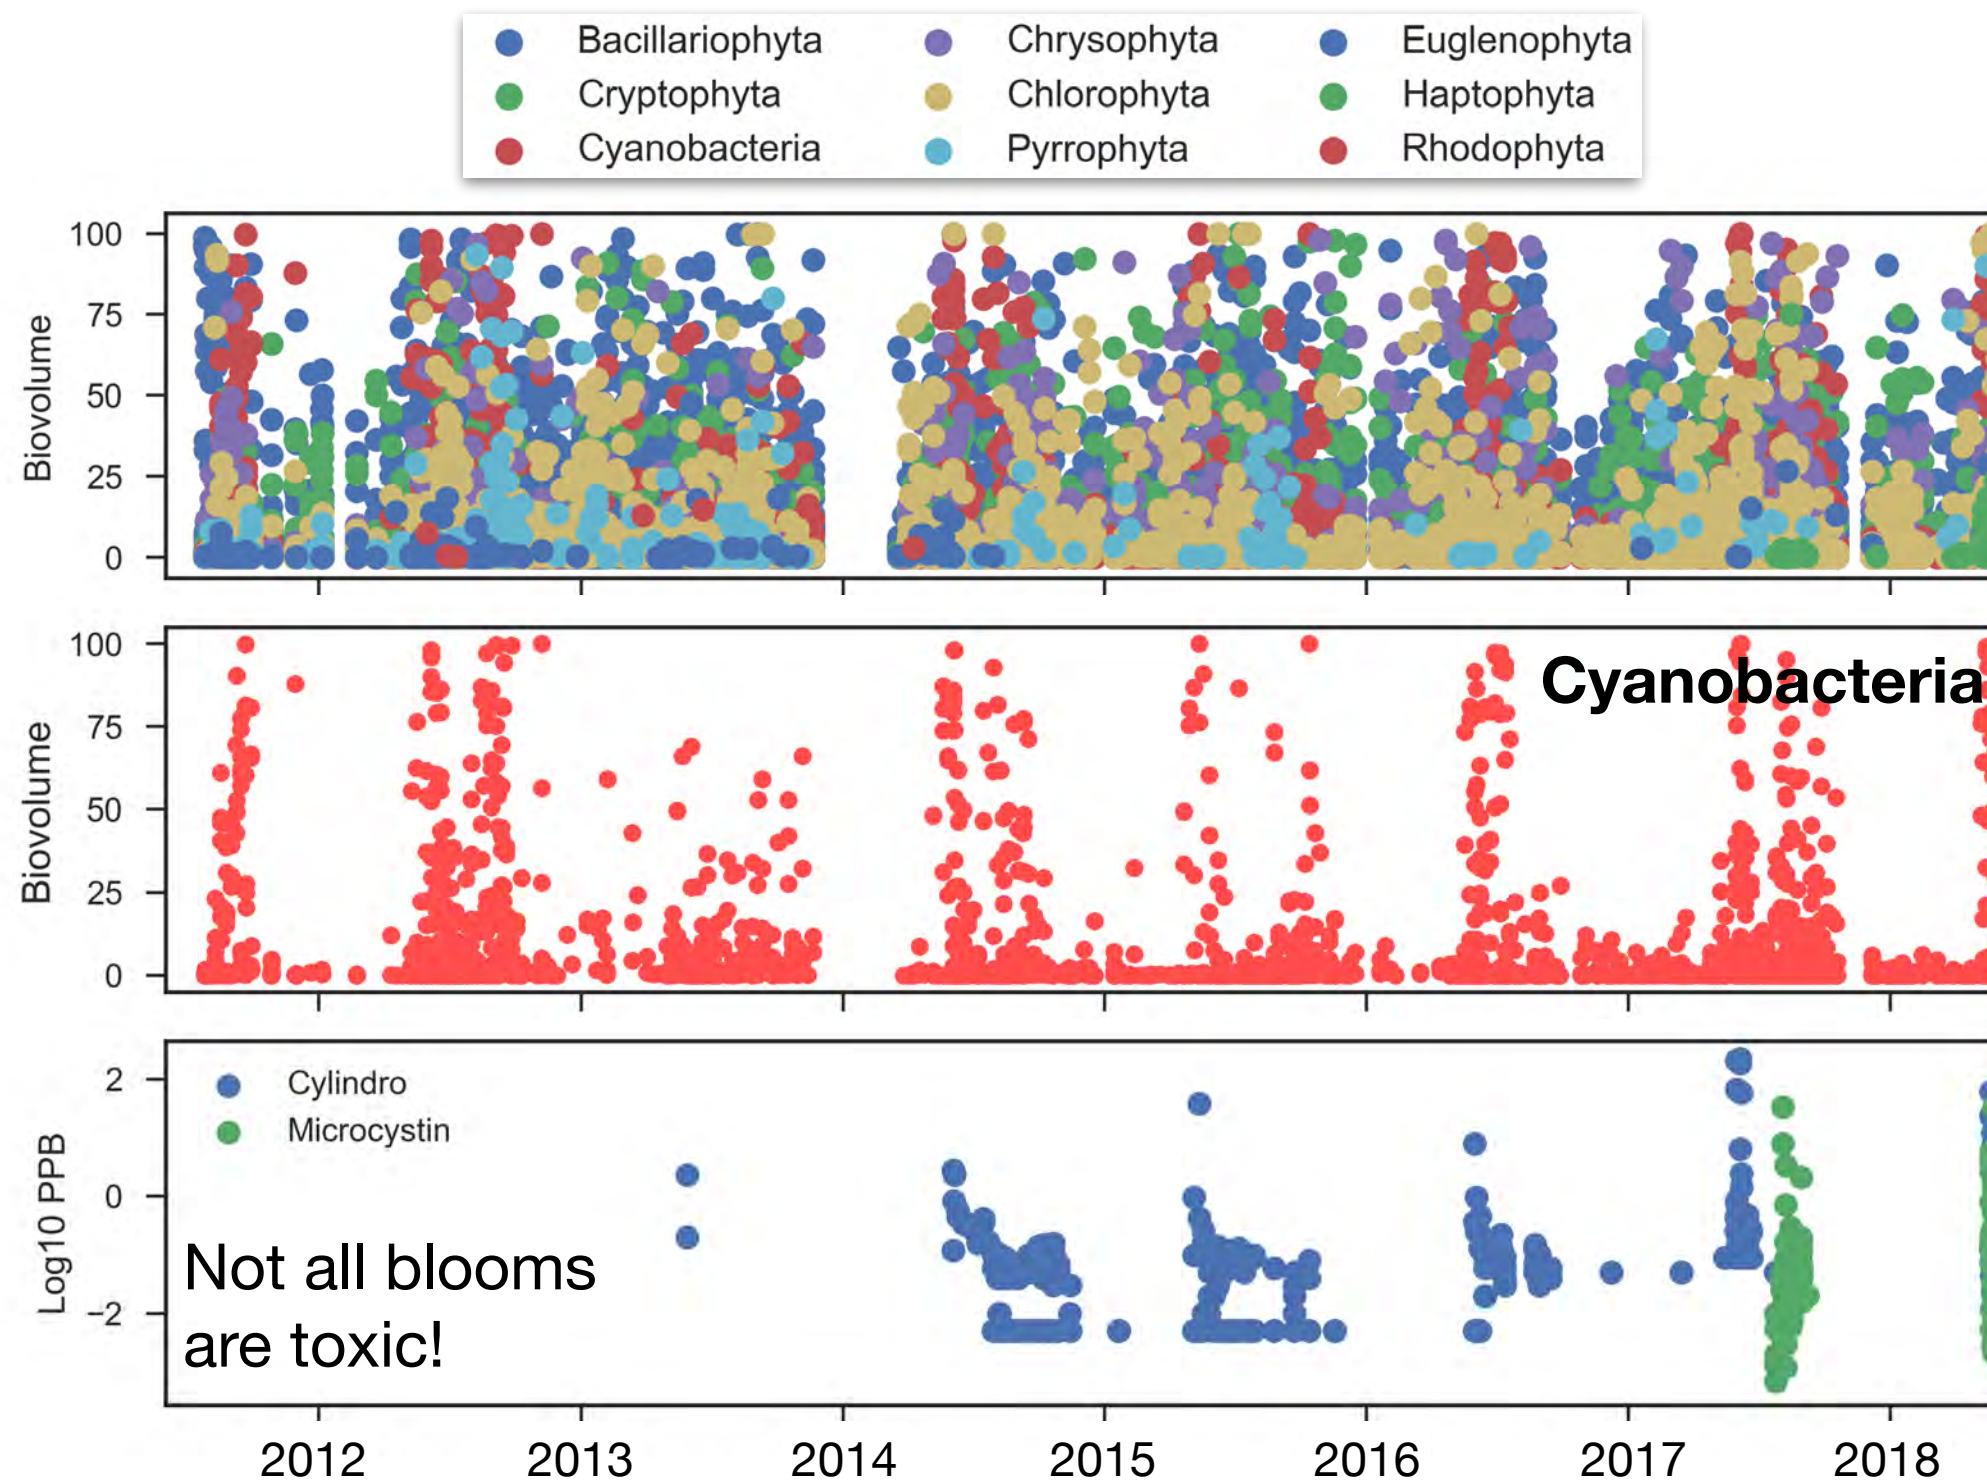 Bacillariophyta Chrysophyta Euglenophyta
Cryptophyta Chlorophyta Haptophyta
Cyanobacteria Pyrrophyta Rhodophyta
100
75
50
25
0
Biovolume
100
75
50
25
0
Biovolume
Cyanobacteria
2
0
−2
Log10 PPB
Cylindro
Microcystin
Not all blooms
are toxic!
2012 2013 2014 2015 2016 2017 2018